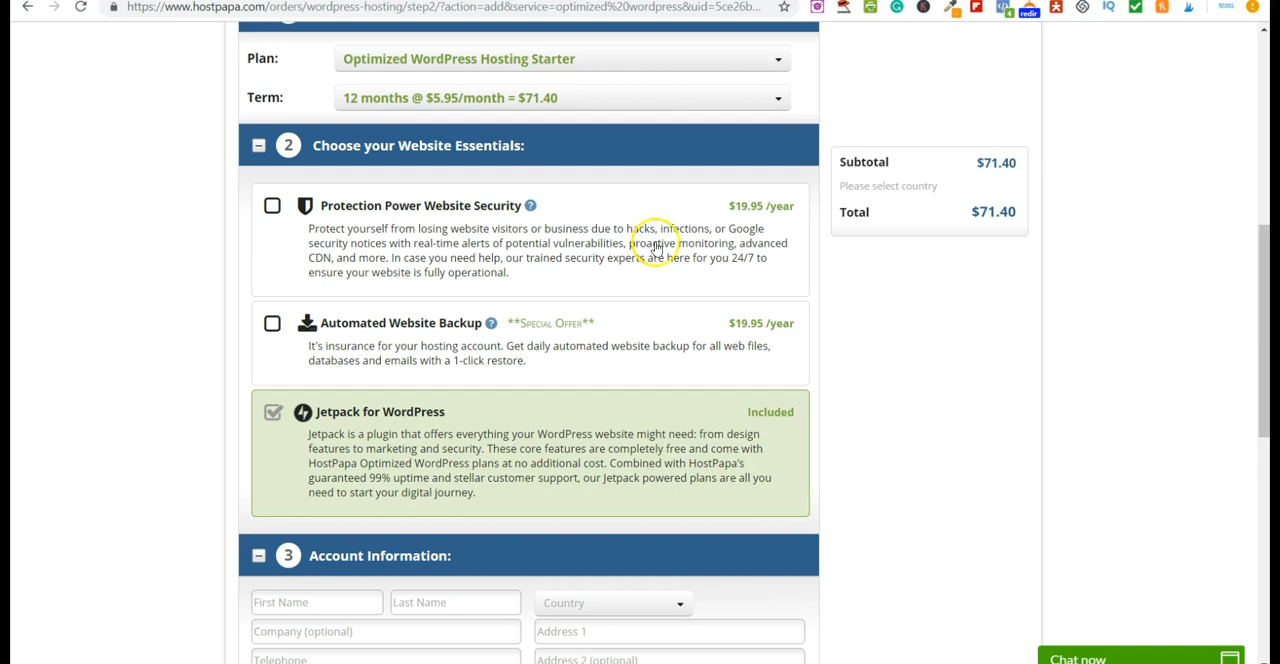 https://www.hostpapa.com/orders/wordpress-hosting/step2/?action=add&service=optimized%20wordpress&uid=5ce26b...
Plan:
Optimized WordPress Hosting Starter
Term:
12 months @ $5.95/month = $71.40
2
Choose your Website Essentials:
Protection Power Website Security ?
$19.95 /year
Protect yourself from losing website visitors or business due to hacks, infections, or Google
security notices with real-time alerts of potential vulnerabilities, proactive monitoring, advanced
CDN, and more. In case you need help, our trained security experts are here for you 24/7 to
ensure your website is fully operational.
Automated Website Backup ? **Special Offer**
$19.95 /year
It's insurance for your hosting account. Get daily automated website backup for all web files,
databases and emails with a 1-click restore.
Jetpack for WordPress
Included
Jetpack is a plugin that offers everything your WordPress website might need: from design
features to marketing and security. These core features are completely free and come with
HostPapa Optimized WordPress plans at no additional cost. Combined with HostPapa's
guaranteed 99% uptime and stellar customer support, our Jetpack powered plans are all you
need to start your digital journey.
3
Account Information:
First Name
Last Name
Country
Company (optional)
Address 1
Telephone
Address 2 (optional)
Subtotal
$71.40
Please select country
Total
$71.40
Chat now
redir
IQ
4